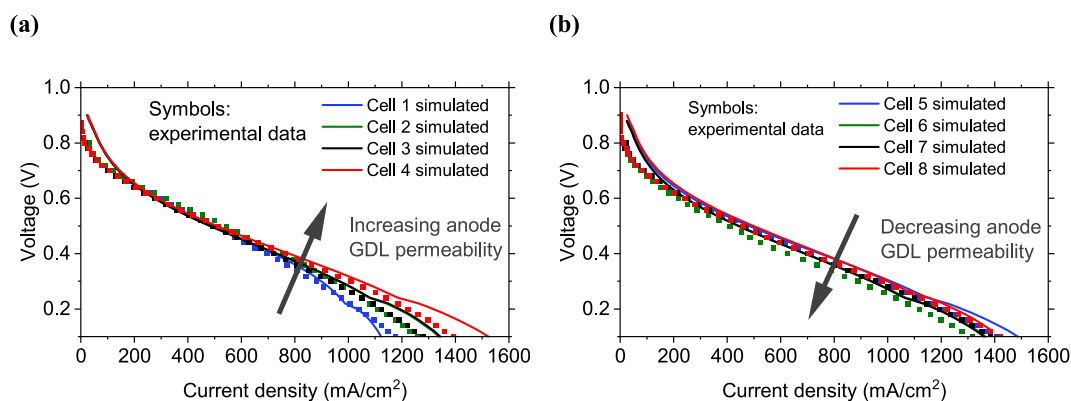 (a)
1.0
0.8
0.6
0.4
0.2
Voltage (V)
0 200 400 600 800 1000 1200 1400 1600
Current density (mA/cm²)
Symbols:
experimental data
Cell 1 simulated
Cell 2 simulated
Cell 3 simulated
Cell 4 simulated
Increasing anode
GDL permeability
(b)
1.0
0.8
0.6
0.4
0.2
Voltage (V)
0 200 400 600 800 1000 1200 1400 1600
Current density (mA/cm²)
Symbols:
experimental data
Cell 5 simulated
Cell 6 simulated
Cell 7 simulated
Cell 8 simulated
Decreasing anode
GDL permeability